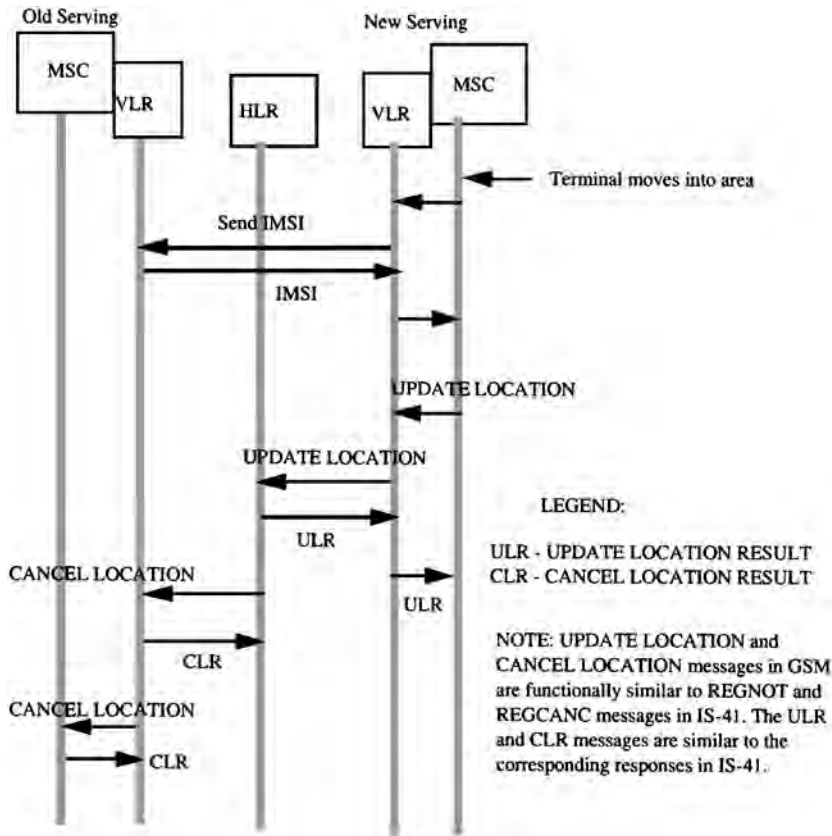 Old Serving
New Serving
MSC
VLR
HLR
VLR
MSC
Terminal moves into area
Send IMSI
IMSI
UPDATE LOCATION
UPDATE LOCATION
LEGEND:
ULR
ULR - UPDATE LOCATION RESULT
CANCEL LOCATION
CLR - CANCEL LOCATION RESULT
ULR
CLR
NOTE: UPDATE LOCATION and
CANCEL LOCATION messages in GSM
are functionally similar to REGNOT and
REGCANC messages in IS-41. The ULR
and CLR messages are similar to the
corresponding responses in IS-41.
CANCEL LOCATION
CLR